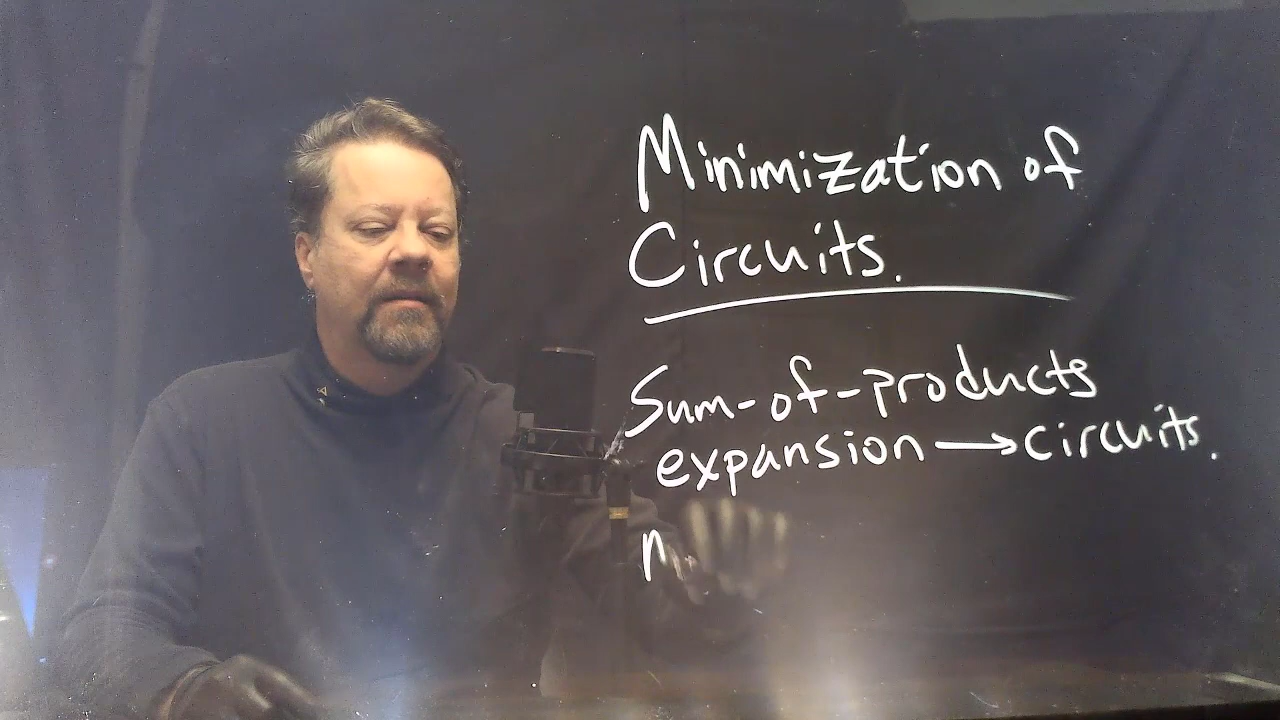 Minimization of
Circuits.
Sum-of-products
expansion → circuits.